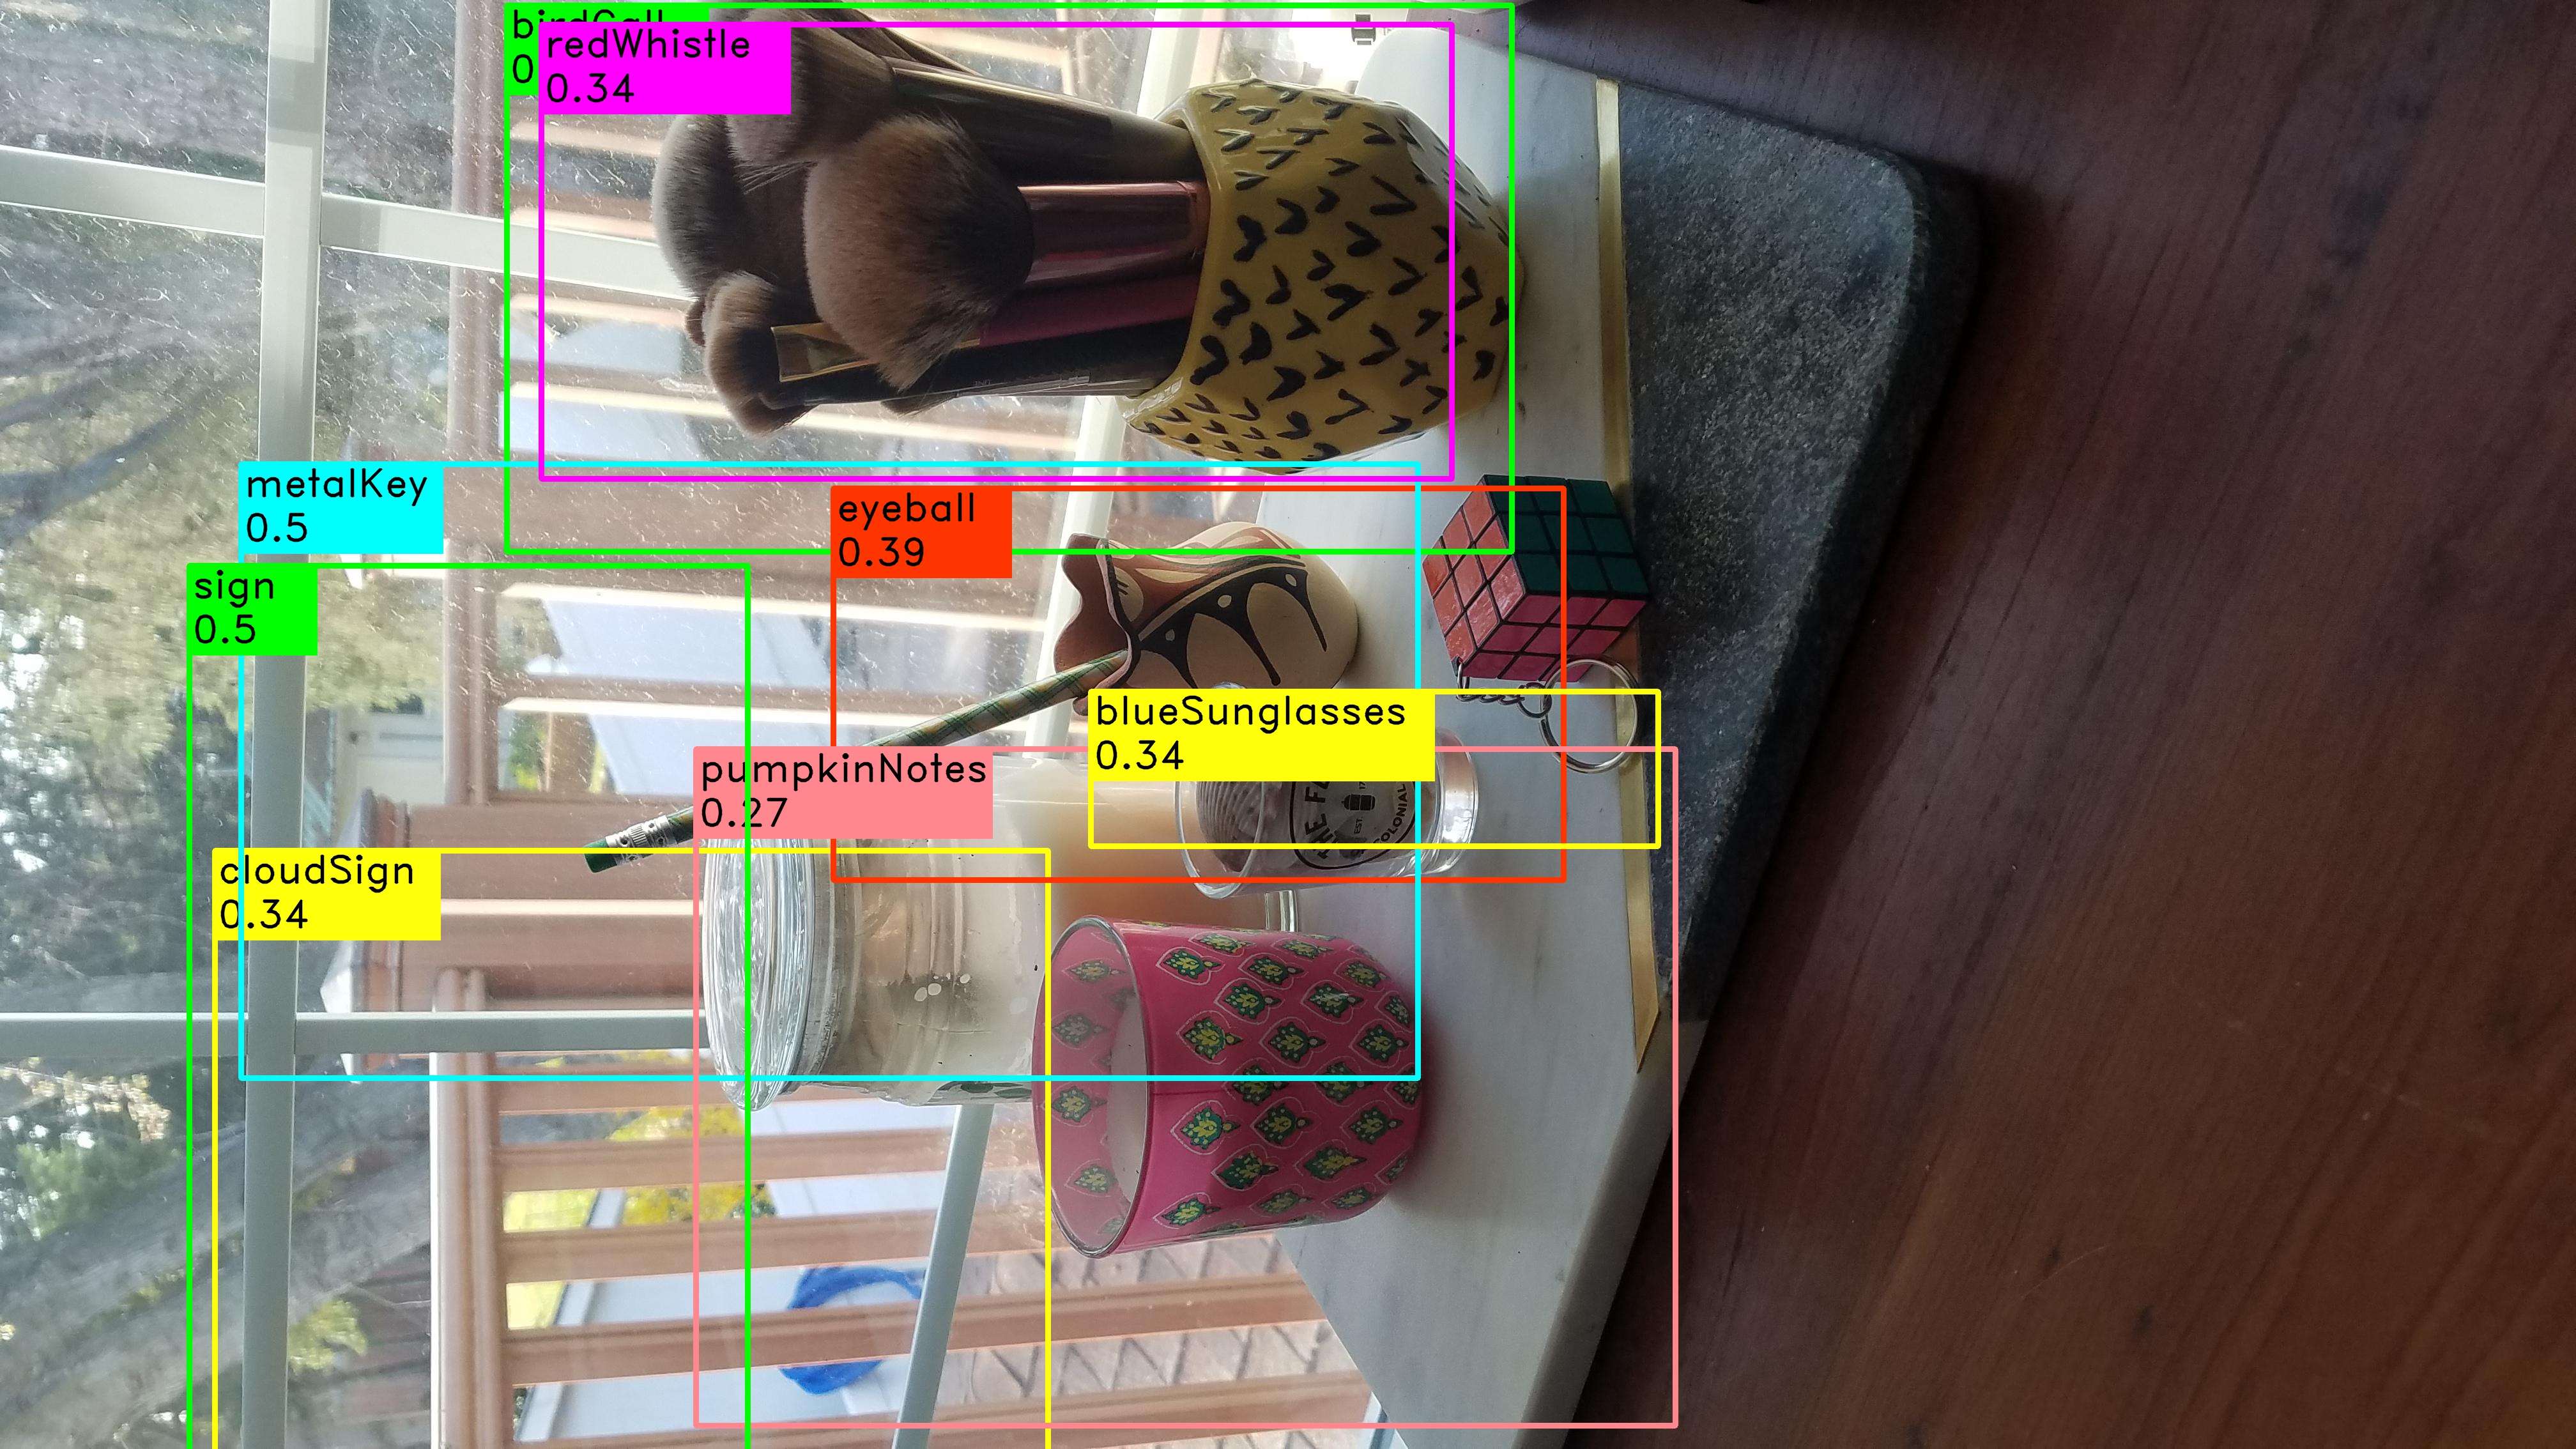 redWhistle
0.34
metalKey
0.5
eyeball
0.39
sign
0.5
blueSunglasses
0.34
pumpkinNotes
0.27
cloudSign
0.34
EST
COLONIAL